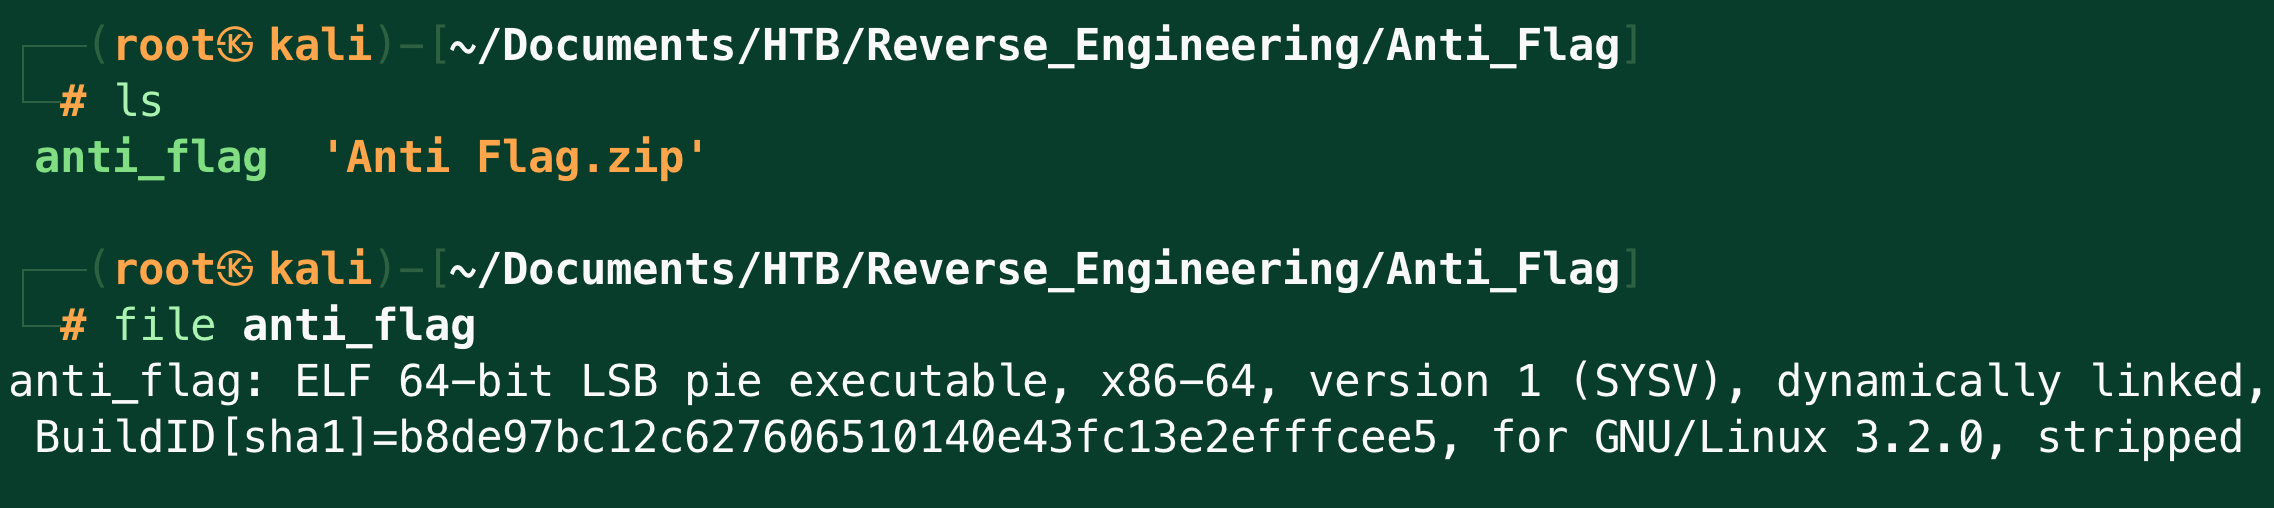 (root㉿kali)-[~/Documents/HTB/Reverse_Engineering/Anti_Flag]
# ls
anti_flag  'Anti Flag.zip'
(root㉿kali)-[~/Documents/HTB/Reverse_Engineering/Anti_Flag]
# file anti_flag
anti_flag: ELF 64-bit LSB pie executable, x86-64, version 1 (SYSV), dynamically linked,
BuildID[sha1]=b8de97bc12c627606510140e43fc13e2efffcee5, for GNU/Linux 3.2.0, stripped